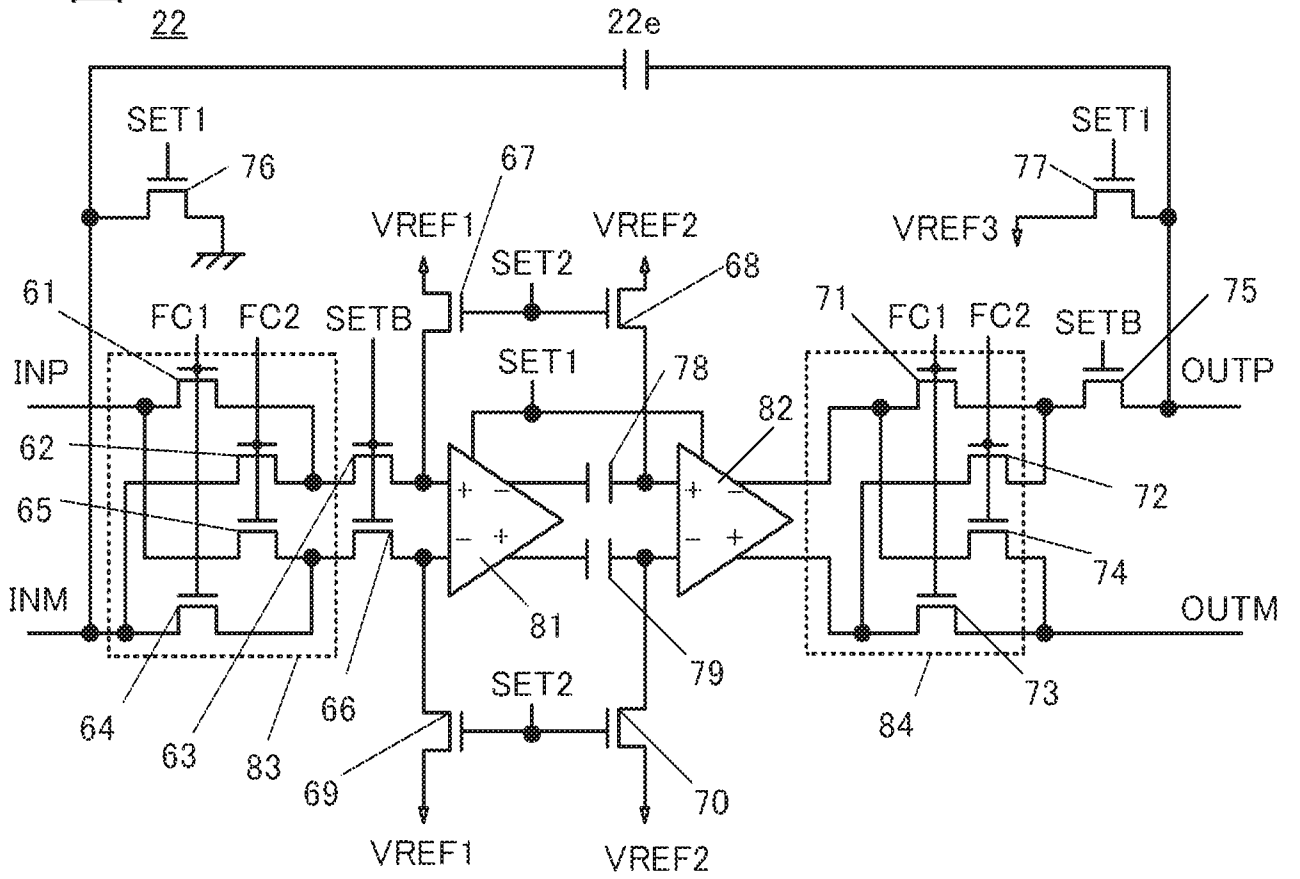 22
22e
SET1
76
67
SET1
77
VREF1
VREF2
VREF3
SET2
68
61
FC1
FC2
SETB
71
FC1
FC2
75
SETB
INP
SET1
78
OUTP
82
62
+ −
+ −
72
65
− +
− +
74
INM
81
OUTM
79
64
63
83
66
SET2
84
73
69
70
VREF1
VREF2